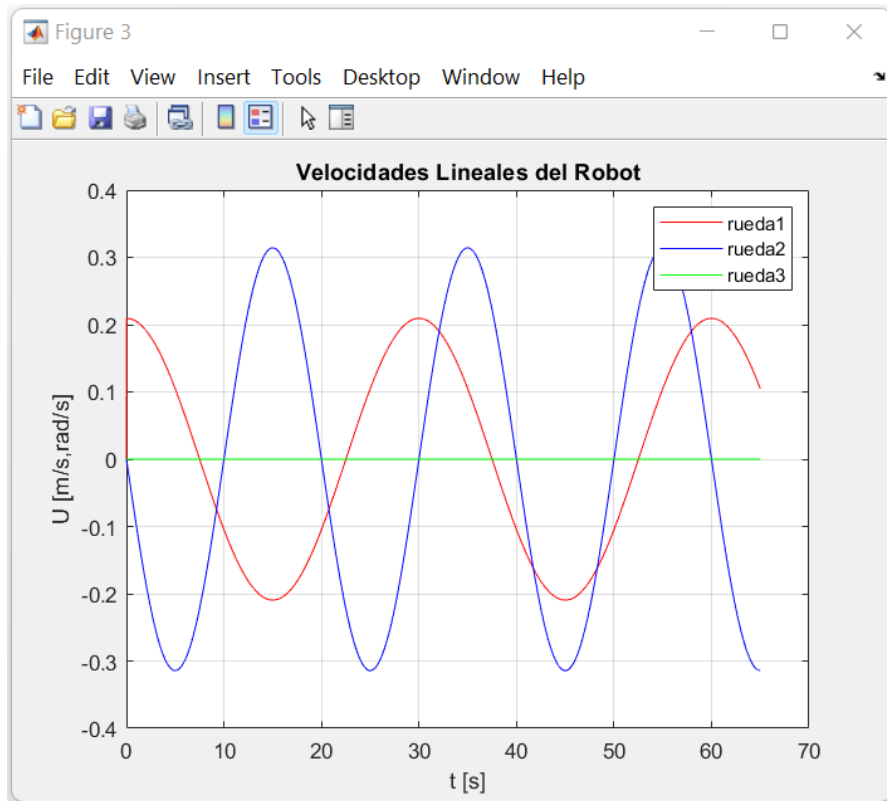 Figure 3
File Edit View Insert Tools Desktop Window Help
Velocidades Lineales del Robot
rueda1
rueda2
rueda3
U [m/s,rad/s]
0.4
0.3
0.2
0.1
0
-0.1
-0.2
-0.3
-0.4
0 10 20 30 40 50 60 70
t [s]